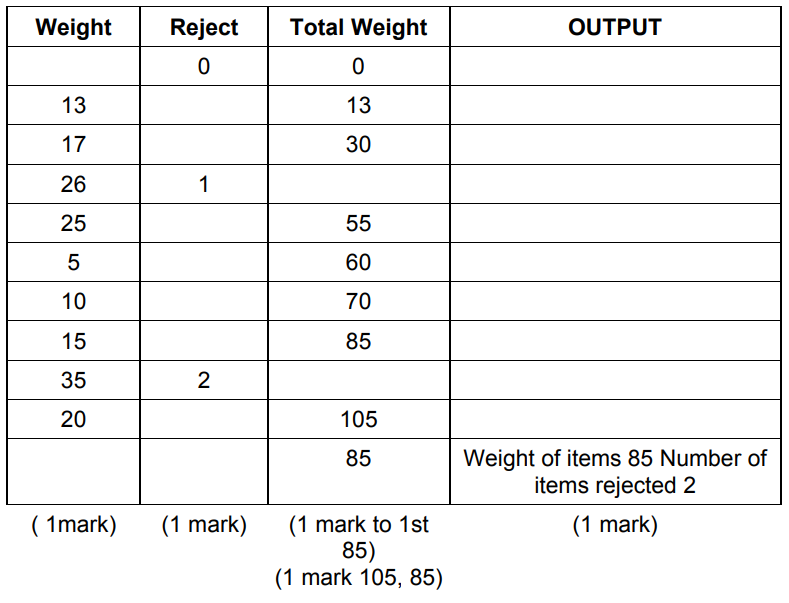 Weight Reject Total Weight OUTPUT
0 0
13 13
17 30
26 1
25 55
5 60
10 70
15 85
35 2
20 105
85 Weight of items 85 Number of
items rejected 2
( 1mark) (1 mark) (1 mark to 1st (1 mark)
85)
(1 mark 105, 85)